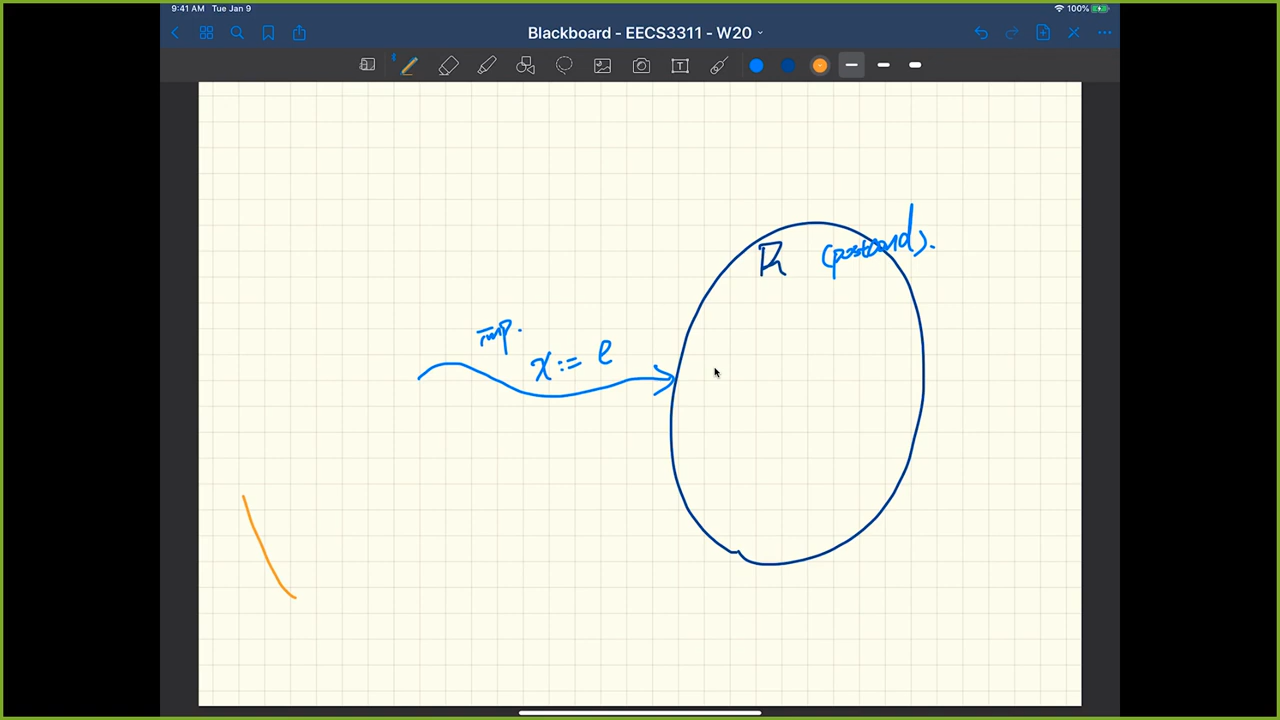 9:41 AM Tue Jan 9
100%
Blackboard - EECS3311 - W20
R (postcond).
imp.
x := e